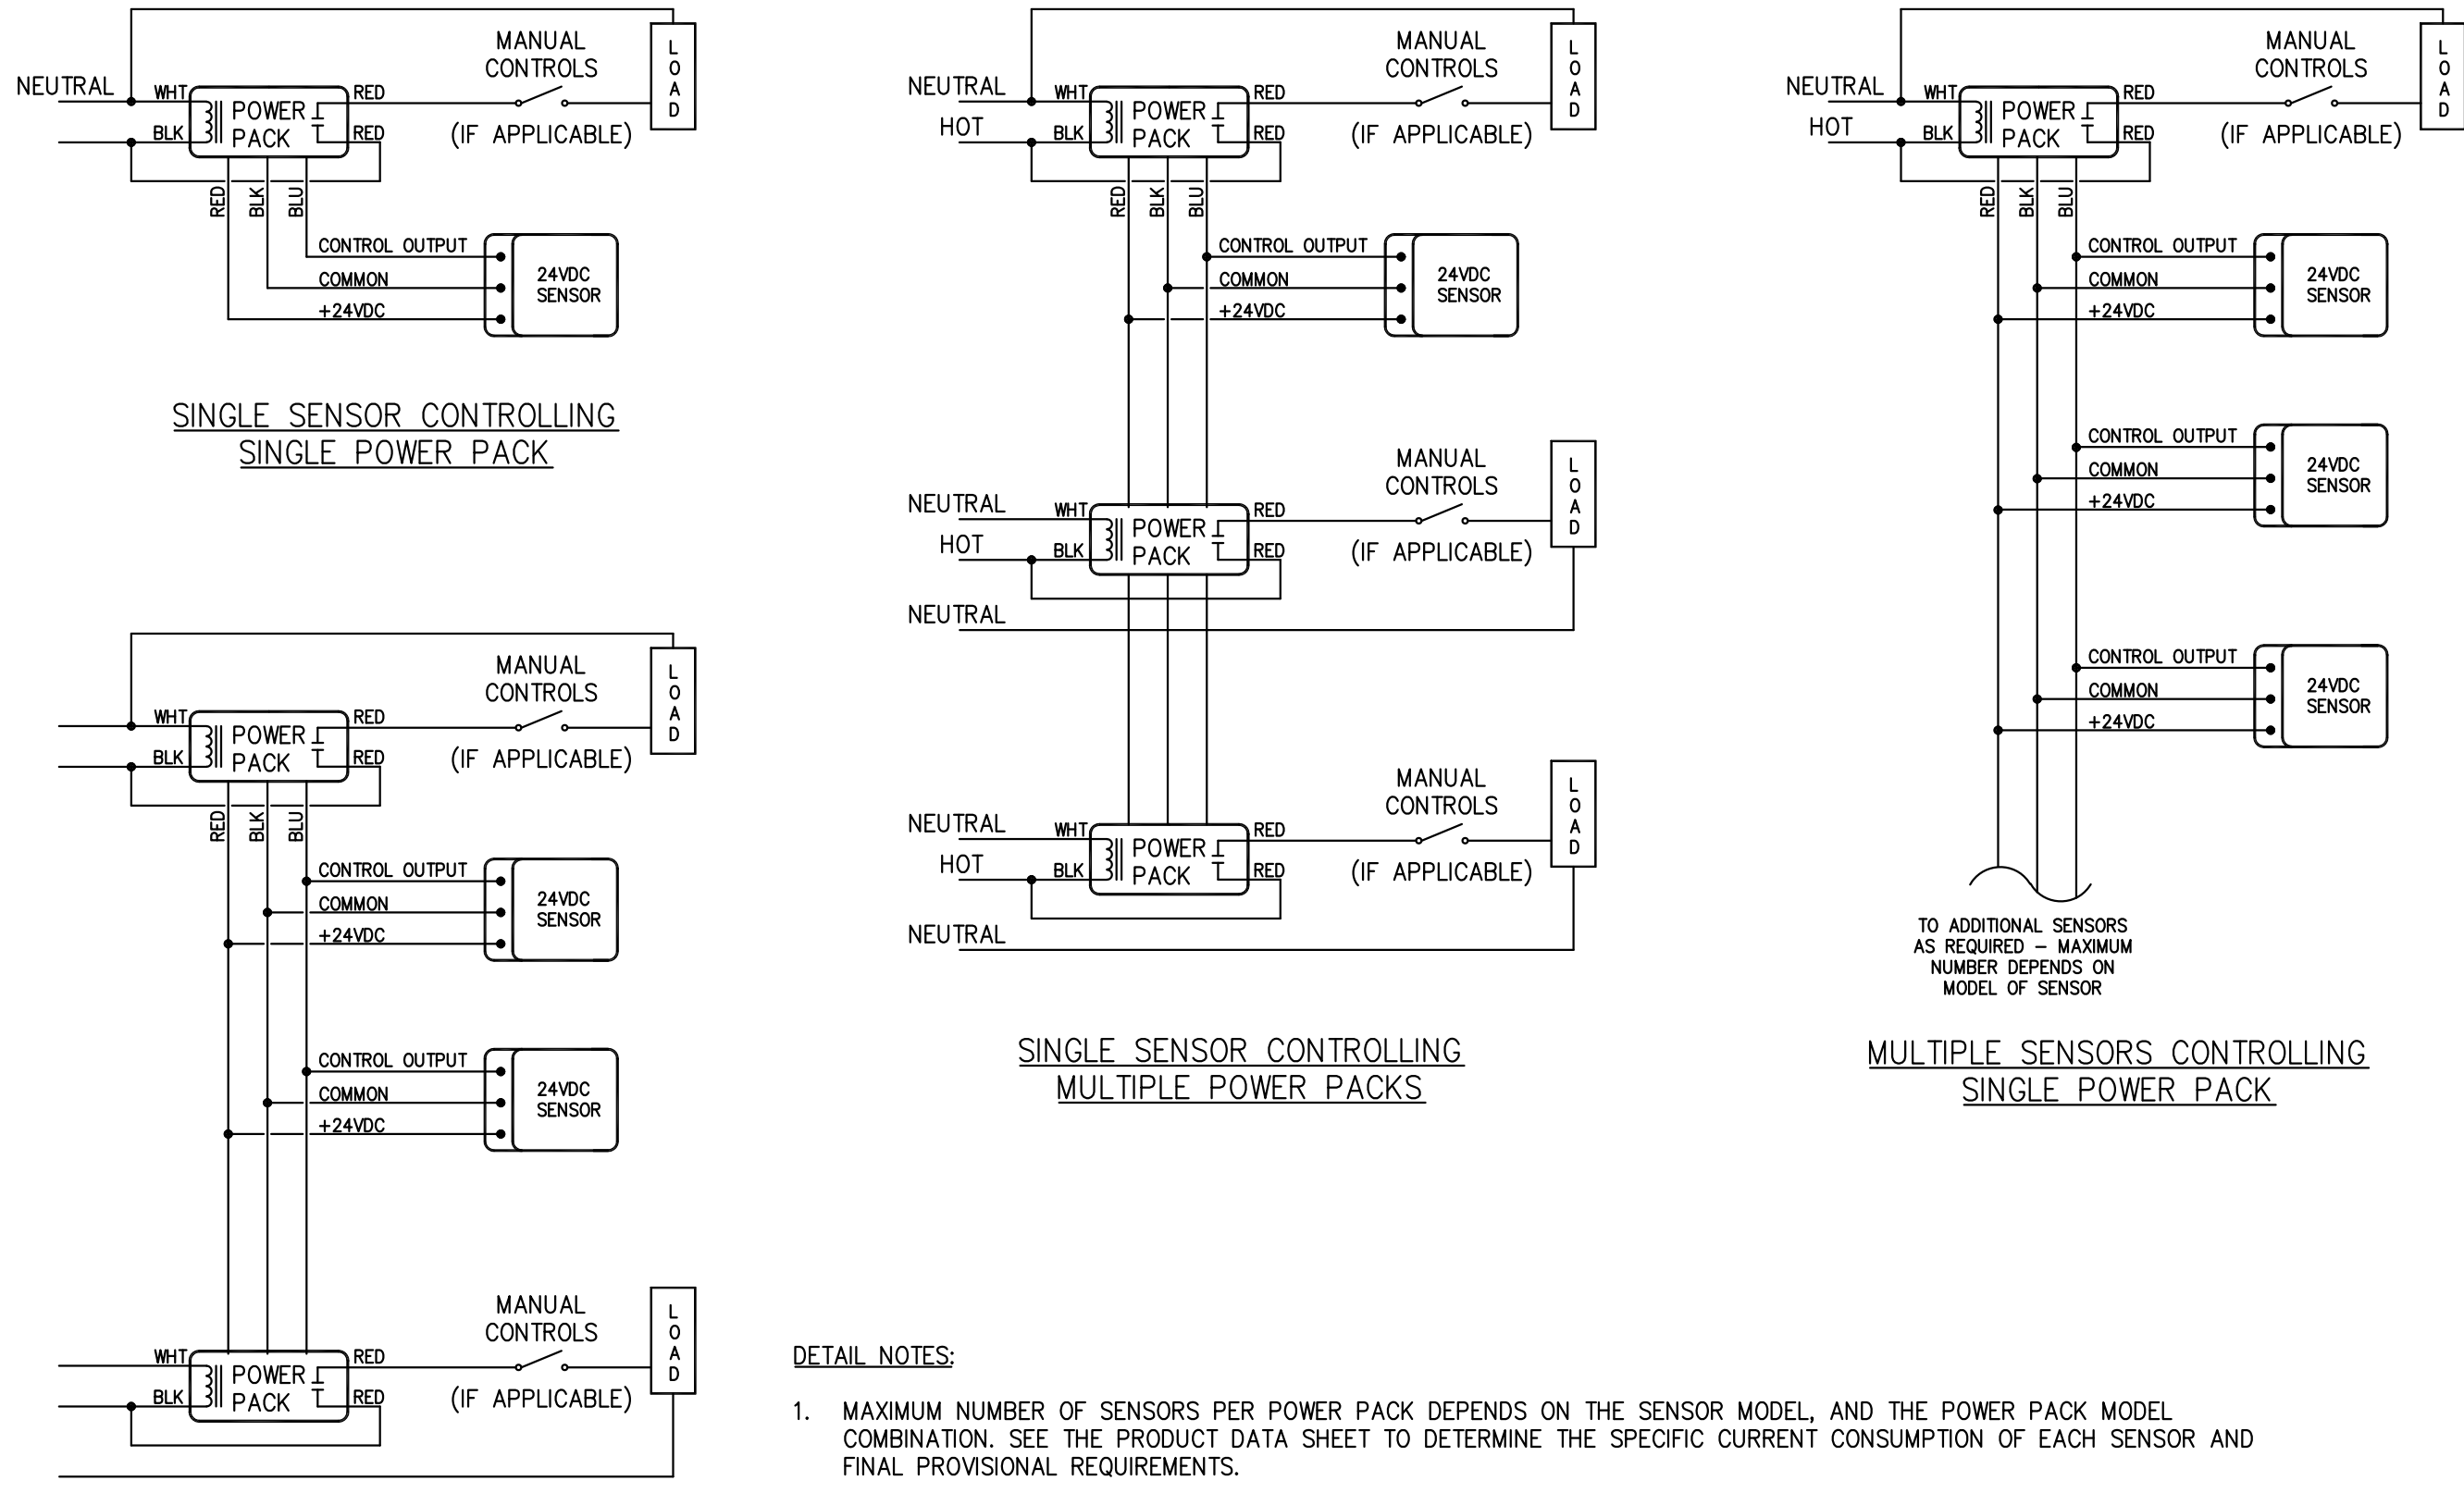 MANUAL
CONTROLS
LOAD
NEUTRAL
WHT
POWER
PACK
RED
BLK
RED
(IF APPLICABLE)
RED
BLK
BLU
CONTROL OUTPUT
COMMON
+24VDC
24VDC
SENSOR
SINGLE SENSOR CONTROLLING
SINGLE POWER PACK
MANUAL
CONTROLS
LOAD
WHT
POWER
PACK
RED
BLK
RED
(IF APPLICABLE)
RED
BLK
BLU
CONTROL OUTPUT
COMMON
+24VDC
24VDC
SENSOR
CONTROL OUTPUT
COMMON
+24VDC
24VDC
SENSOR
MANUAL
CONTROLS
LOAD
WHT
POWER
PACK
RED
BLK
RED
(IF APPLICABLE)
MANUAL
CONTROLS
LOAD
NEUTRAL
HOT
WHT
POWER
PACK
RED
BLK
RED
(IF APPLICABLE)
RED
BLK
BLU
CONTROL OUTPUT
COMMON
+24VDC
24VDC
SENSOR
MANUAL
CONTROLS
LOAD
NEUTRAL
HOT
WHT
POWER
PACK
RED
BLK
RED
(IF APPLICABLE)
NEUTRAL
MANUAL
CONTROLS
LOAD
NEUTRAL
HOT
WHT
POWER
PACK
RED
BLK
RED
(IF APPLICABLE)
NEUTRAL
SINGLE SENSOR CONTROLLING
MULTIPLE POWER PACKS
MANUAL
CONTROLS
LOAD
NEUTRAL
HOT
WHT
POWER
PACK
RED
BLK
RED
(IF APPLICABLE)
RED
BLK
BLU
CONTROL OUTPUT
COMMON
+24VDC
24VDC
SENSOR
CONTROL OUTPUT
COMMON
+24VDC
24VDC
SENSOR
CONTROL OUTPUT
COMMON
+24VDC
24VDC
SENSOR
TO ADDITIONAL SENSORS
AS REQUIRED – MAXIMUM
NUMBER DEPENDS ON
MODEL OF SENSOR
MULTIPLE SENSORS CONTROLLING
SINGLE POWER PACK
DETAIL NOTES:
1. MAXIMUM NUMBER OF SENSORS PER POWER PACK DEPENDS ON THE SENSOR MODEL, AND THE POWER PACK MODEL
COMBINATION. SEE THE PRODUCT DATA SHEET TO DETERMINE THE SPECIFIC CURRENT CONSUMPTION OF EACH SENSOR AND
FINAL PROVISIONAL REQUIREMENTS.